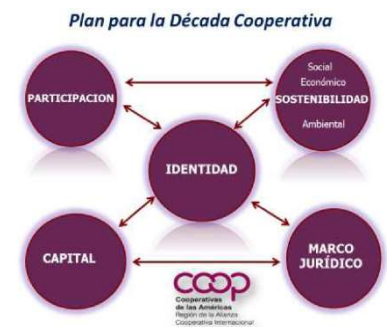 Plan para la Década Cooperativa
PARTICIPACION
Social
Económico
SOSTENIBILIDAD
Ambiental
IDENTIDAD
CAPITAL
MARCO
JURÍDICO
coop
Cooperativas
de las Américas
Región de la Alianza
Cooperativa Internacional